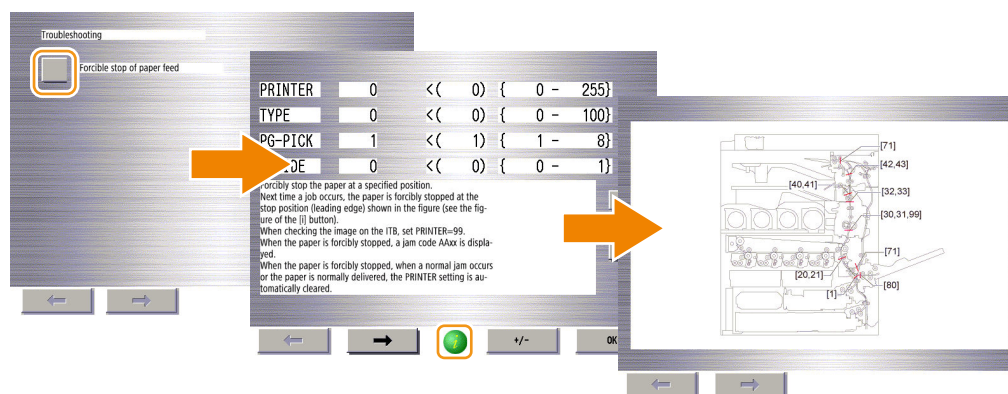 Troubleshooting
Forcible stop of paper feed
PRINTER 0 <( 0) { 0 - 255}
TYPE 0 <( 0) { 0 - 100}
PG-PICK 1 <( 1) { 1 - 8}
IDE 0 <( 0) { 0 - 1}
Forcibly stop the paper at a specified position.
Next time a job occurs, the paper is forcibly stopped at the
stop position (leading edge) shown in the figure (see the fig-
ure of the [i] button).
When checking the image on the ITB, set PRINTER=99.
When the paper is forcibly stopped, a jam code AAxx is displa-
yed.
When the paper is forcibly stopped, when a normal jam occurs
or the paper is normally delivered, the PRINTER setting is au-
tomatically cleared.
i
+/-
OK
[71]
[42,43]
[40,41]
[32,33]
[30,31,99]
[71]
[20,21]
[80]
[1]